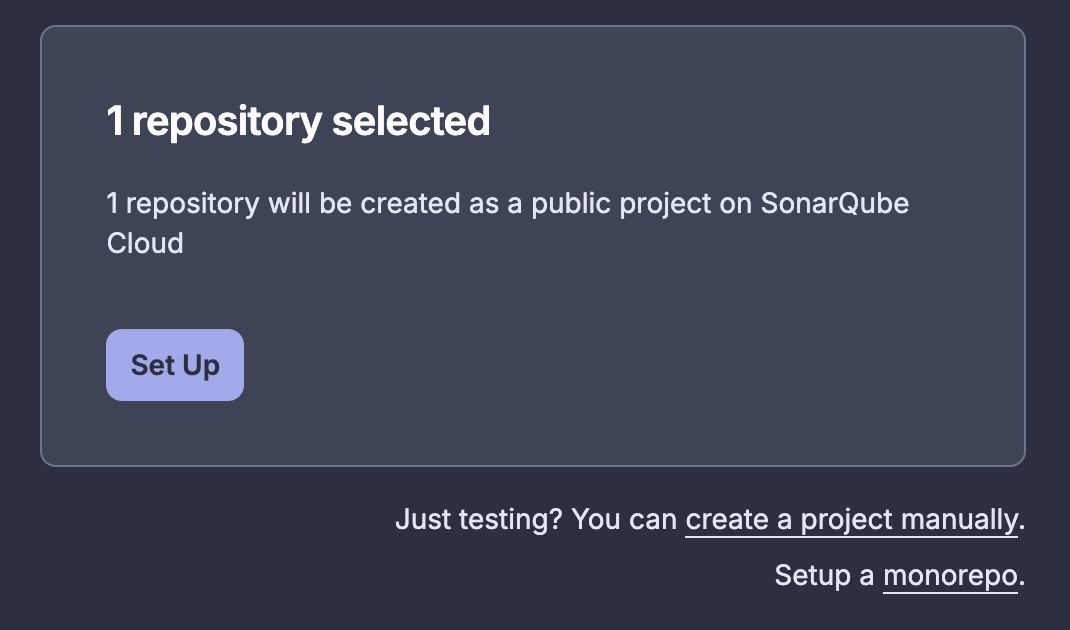 1 repository selected
1 repository will be created as a public project on SonarQube
Cloud
Set Up
Just testing? You can create a project manually.
Setup a monorepo.